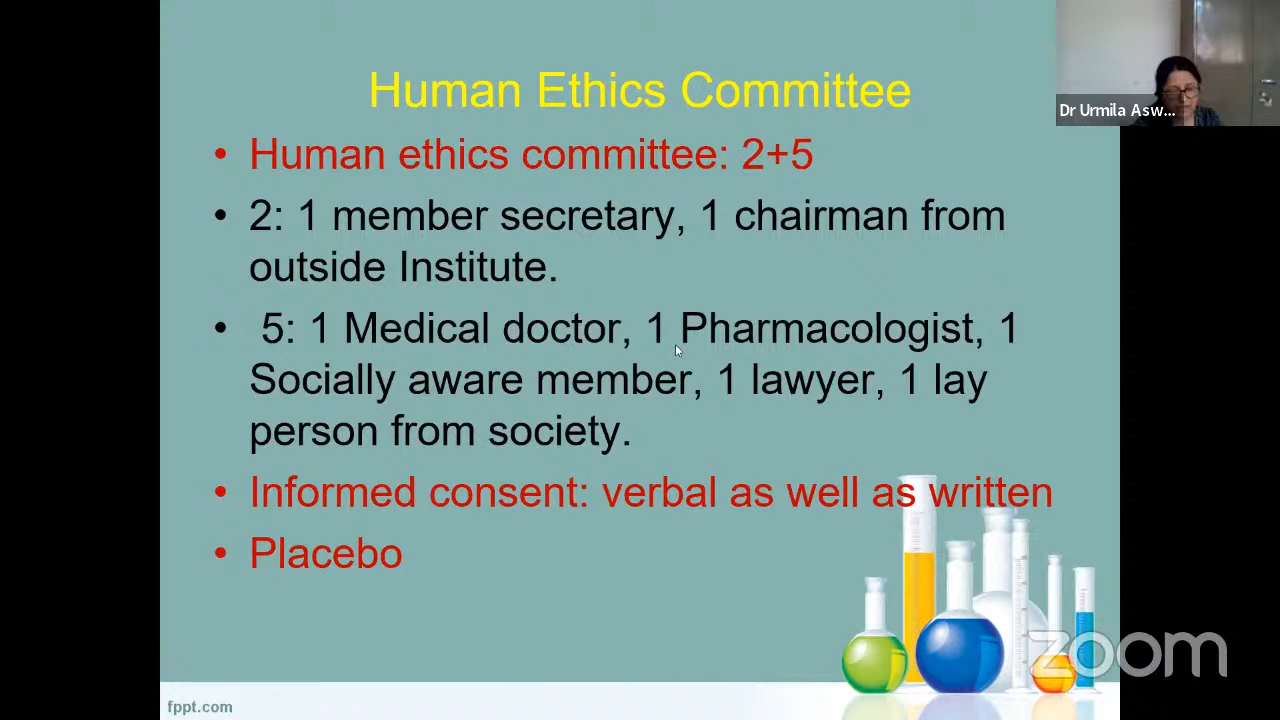 Human Ethics Committee
Dr Urmila Asw...
• Human ethics committee: 2+5
• 2: 1 member secretary, 1 chairman from
outside Institute.
• 5: 1 Medical doctor, 1 Pharmacologist, 1
Socially aware member, 1 lawyer, 1 lay
person from society.
• Informed consent: verbal as well as written
• Placebo
zoom
fppt.com